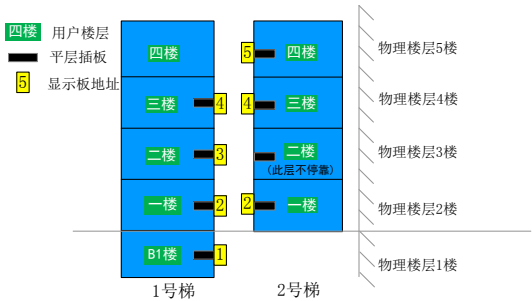 四楼 用户楼层
平层插板
5 显示板地址
四楼
三楼 4
二楼 3
一楼 2
B1楼 1
1号梯
5 四楼
4 三楼
二楼
(此层不停靠)
2 一楼
2号梯
物理楼层5楼
物理楼层4楼
物理楼层3楼
物理楼层2楼
物理楼层1楼